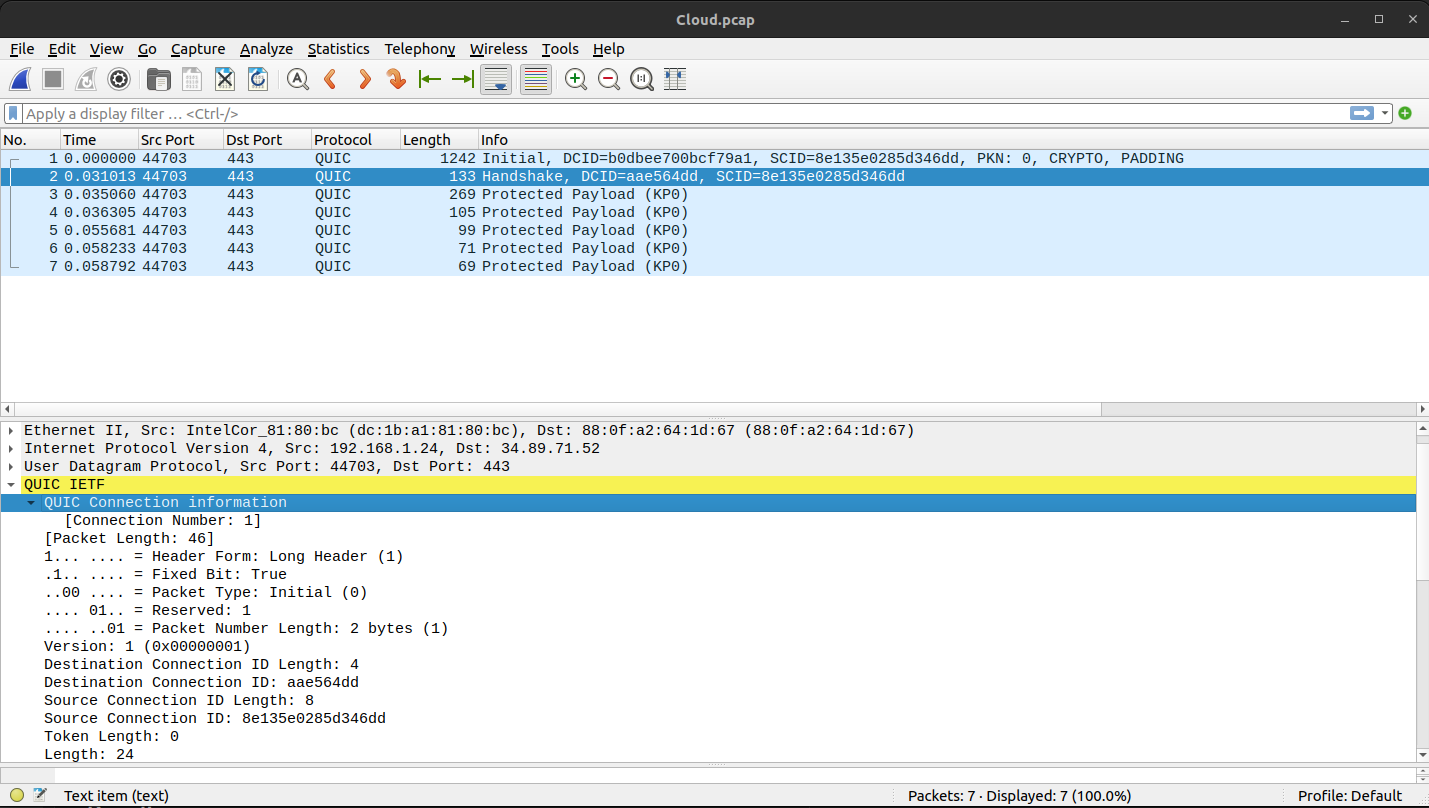 Cloud.pcap
File Edit View Go Capture Analyze Statistics Telephony Wireless Tools Help
Apply a display filter … <Ctrl-/>
No. Time Src Port Dst Port Protocol Length Info
1 0.000000 44703 443 QUIC 1242 Initial, DCID=b0dbee700bcf79a1, SCID=8e135e0285d346dd, PKN: 0, CRYPTO, PADDING
2 0.031013 44703 443 QUIC 133 Handshake, DCID=aae564dd, SCID=8e135e0285d346dd
3 0.035060 44703 443 QUIC 269 Protected Payload (KP0)
4 0.036305 44703 443 QUIC 105 Protected Payload (KP0)
5 0.055681 44703 443 QUIC 99 Protected Payload (KP0)
6 0.058233 44703 443 QUIC 71 Protected Payload (KP0)
7 0.058792 44703 443 QUIC 69 Protected Payload (KP0)
Ethernet II, Src: IntelCor_81:80:bc (dc:1b:a1:81:80:bc), Dst: 88:0f:a2:64:1d:67 (88:0f:a2:64:1d:67)
Internet Protocol Version 4, Src: 192.168.1.24, Dst: 34.89.71.52
User Datagram Protocol, Src Port: 44703, Dst Port: 443
QUIC IETF
QUIC Connection information
[Connection Number: 1]
[Packet Length: 46]
1... .... = Header Form: Long Header (1)
.1.. .... = Fixed Bit: True
..00 .... = Packet Type: Initial (0)
.... 01.. = Reserved: 1
.... ..01 = Packet Number Length: 2 bytes (1)
Version: 1 (0x00000001)
Destination Connection ID Length: 4
Destination Connection ID: aae564dd
Source Connection ID Length: 8
Source Connection ID: 8e135e0285d346dd
Token Length: 0
Length: 24
Text item (text) Packets: 7 · Displayed: 7 (100.0%) Profile: Default